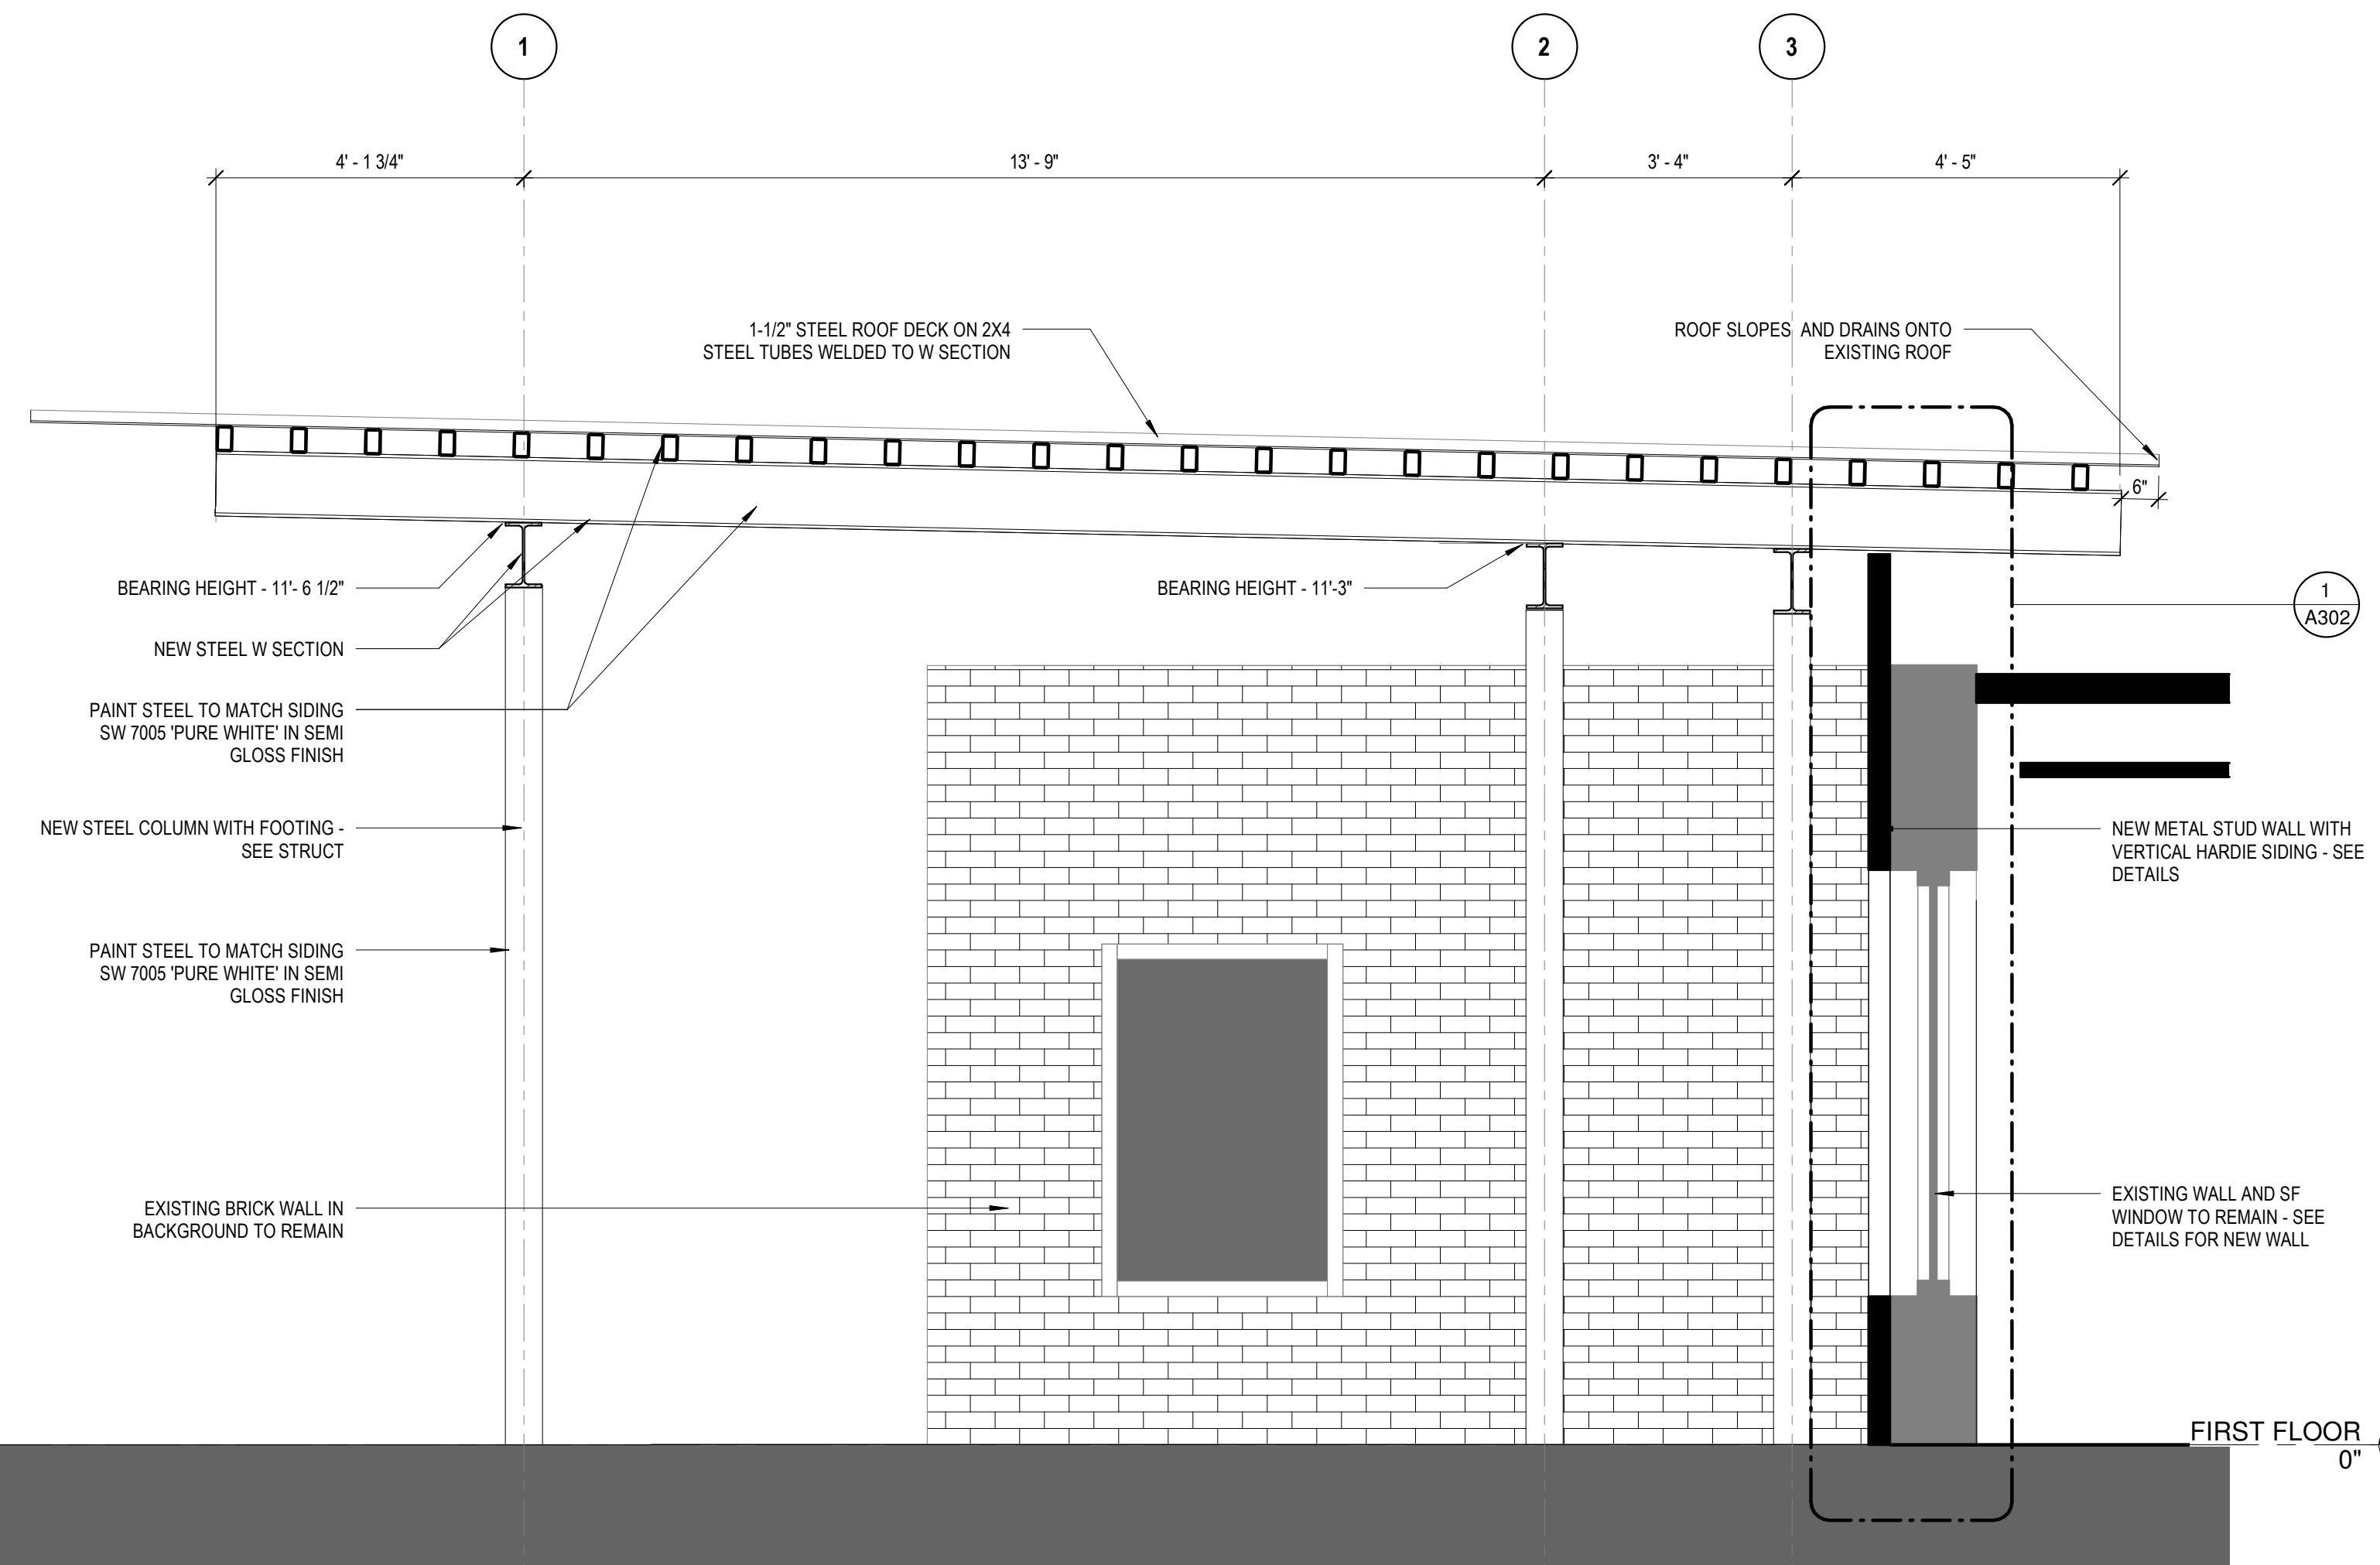 1
2
3
4' - 1 3/4"
13' - 9"
3' - 4"
4' - 5"
1-1/2" STEEL ROOF DECK ON 2X4
STEEL TUBES WELDED TO W SECTION
ROOF SLOPES AND DRAINS ONTO
EXISTING ROOF
6"
BEARING HEIGHT - 11'- 6 1/2"
BEARING HEIGHT - 11'-3"
1
A302
NEW STEEL W SECTION
PAINT STEEL TO MATCH SIDING
SW 7005 'PURE WHITE' IN SEMI
GLOSS FINISH
NEW STEEL COLUMN WITH FOOTING -
SEE STRUCT
NEW METAL STUD WALL WITH
VERTICAL HARDIE SIDING - SEE
DETAILS
PAINT STEEL TO MATCH SIDING
SW 7005 'PURE WHITE' IN SEMI
GLOSS FINISH
EXISTING BRICK WALL IN
BACKGROUND TO REMAIN
EXISTING WALL AND SF
WINDOW TO REMAIN - SEE
DETAILS FOR NEW WALL
FIRST FLOOR
0"